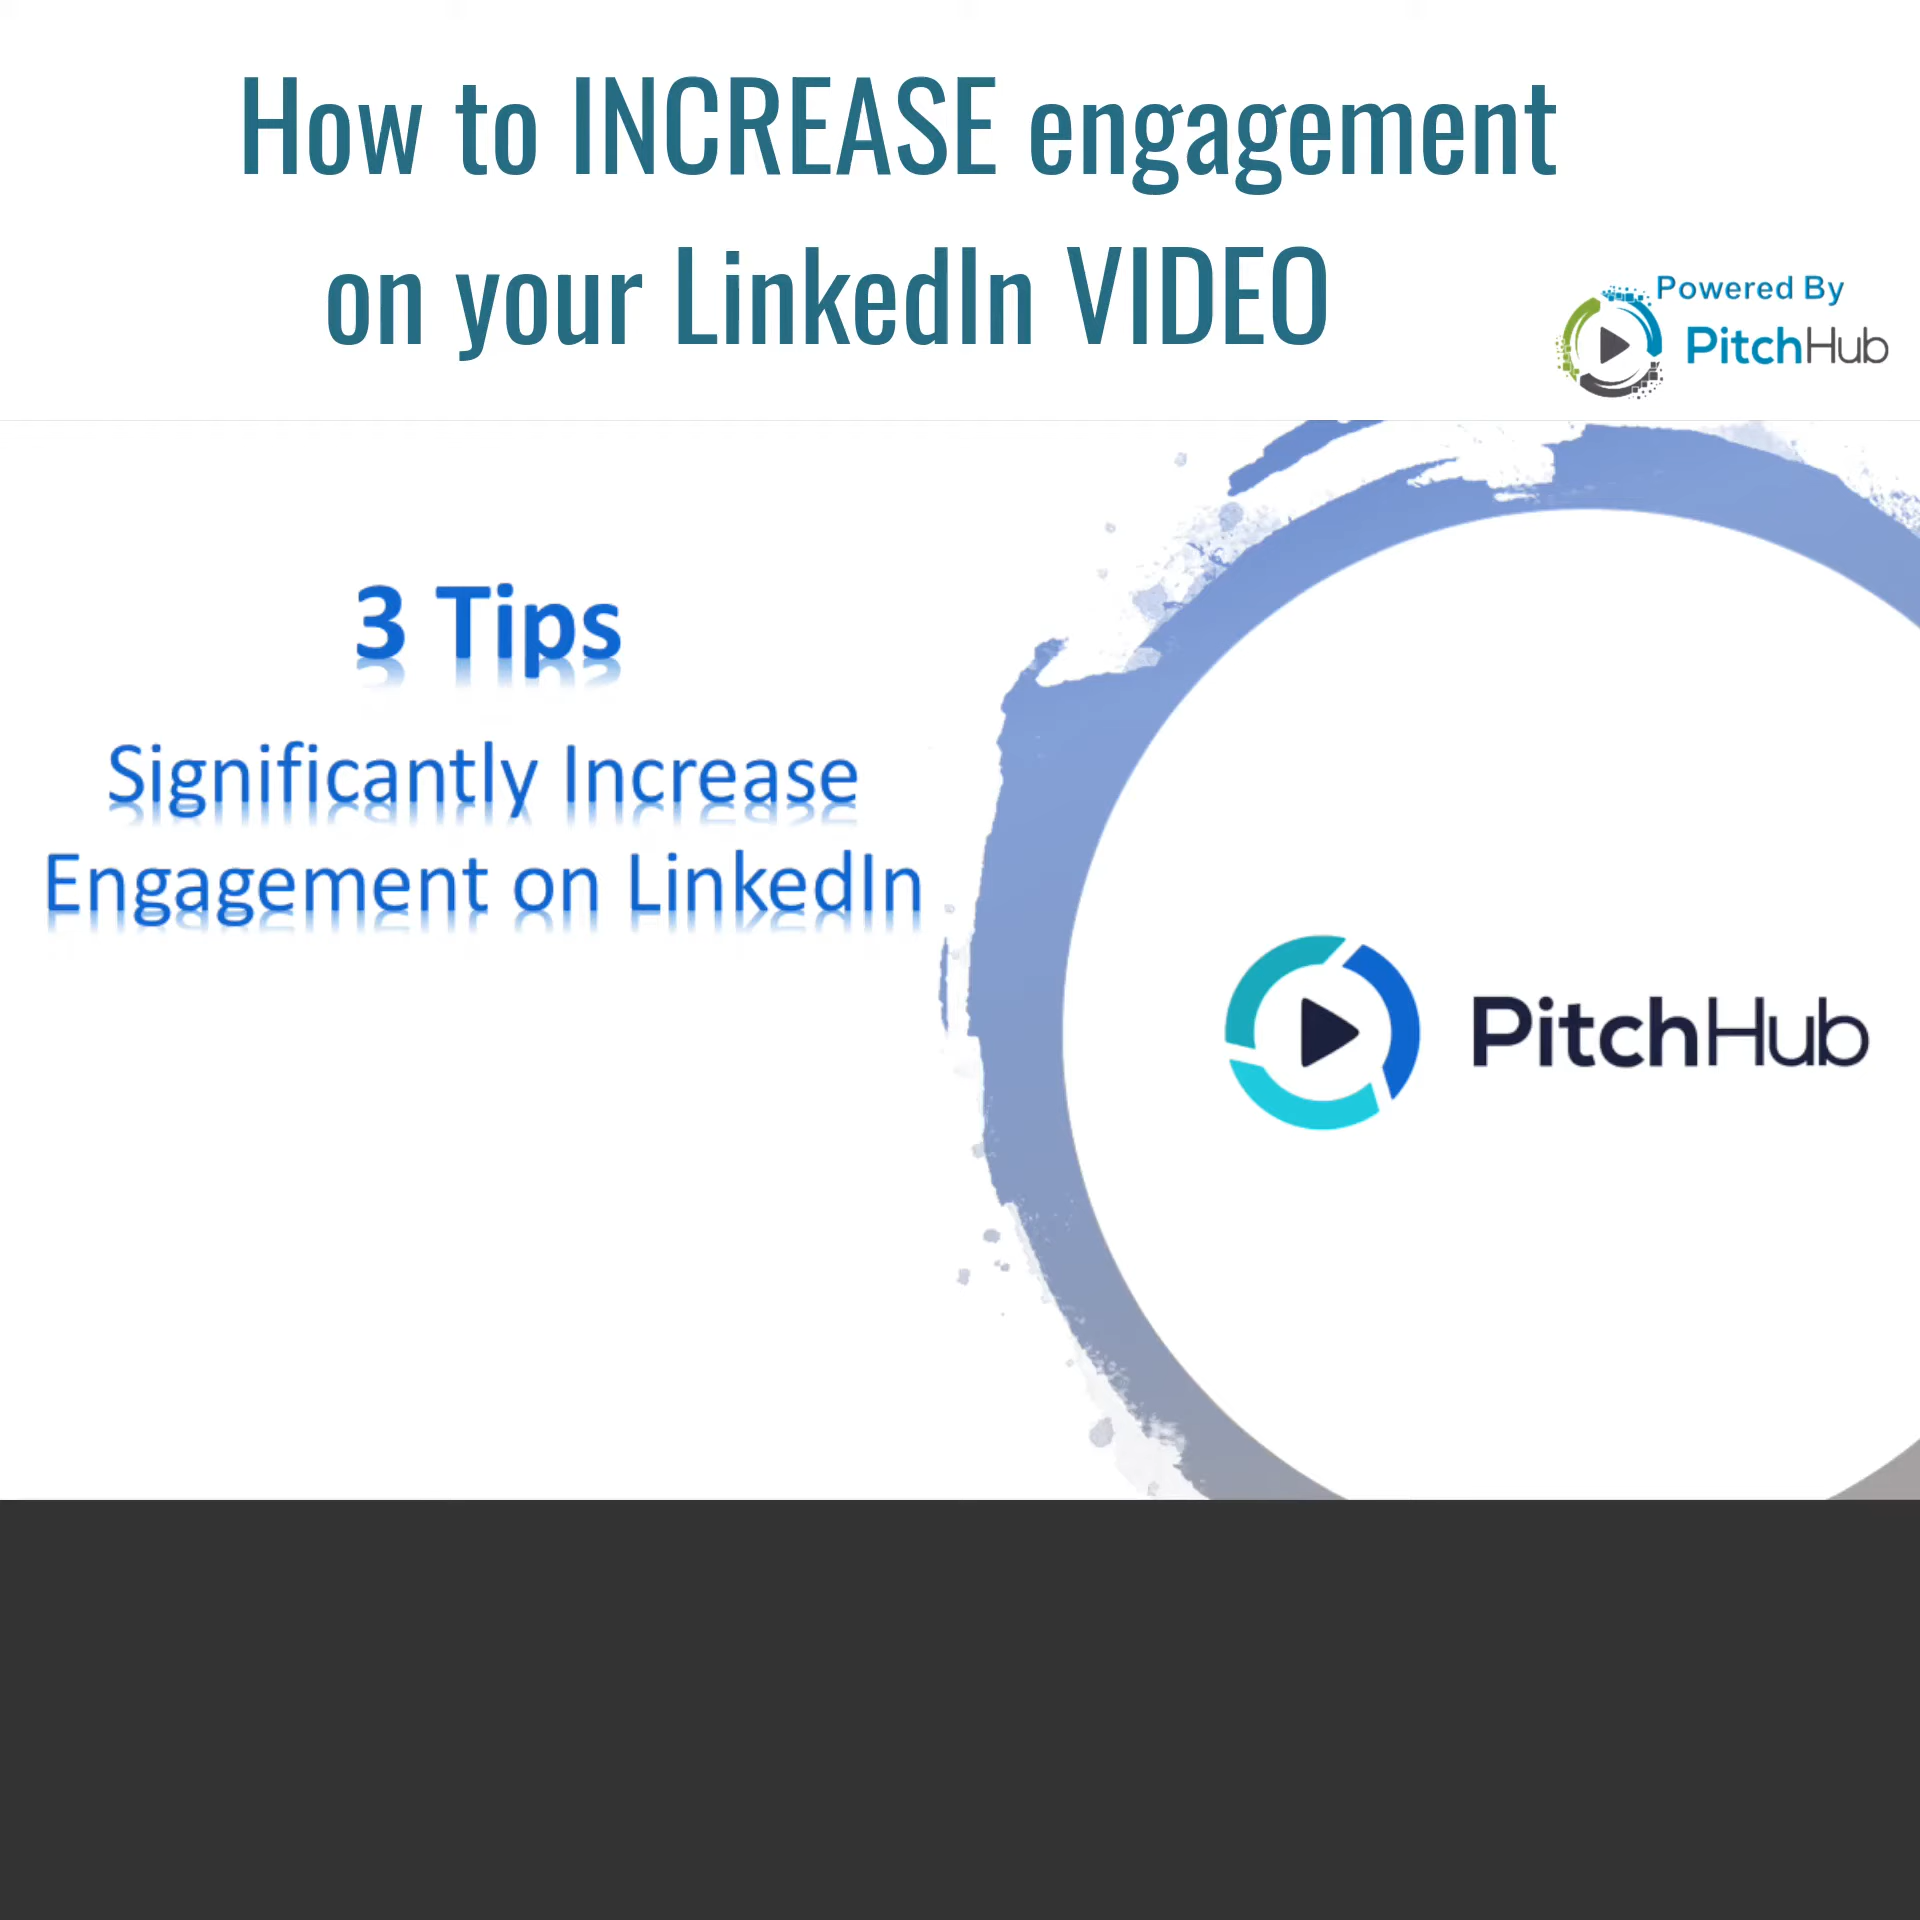 How to INCREASE engagement
on your LinkedIn VIDEO
Powered By
PitchHub
3 Tips
Significantly Increase
Engagement on LinkedIn
PitchHub